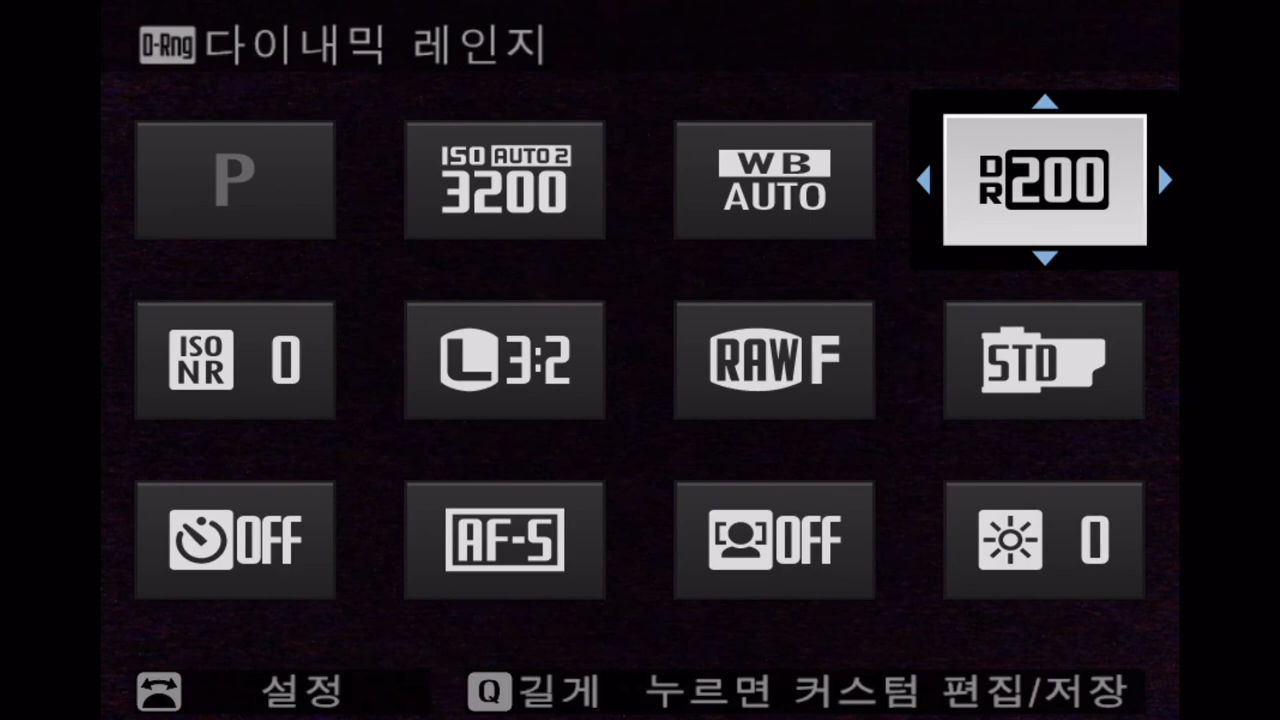 D-Rng 다이내믹 레인지
P
ISO AUTO 2
3200
WB
AUTO
DR 200
ISO NR 0
L 3:2
RAW F
STD
OFF
AF-S
OFF
0
설정 Q 길게 누르면 커스텀 편집/저장